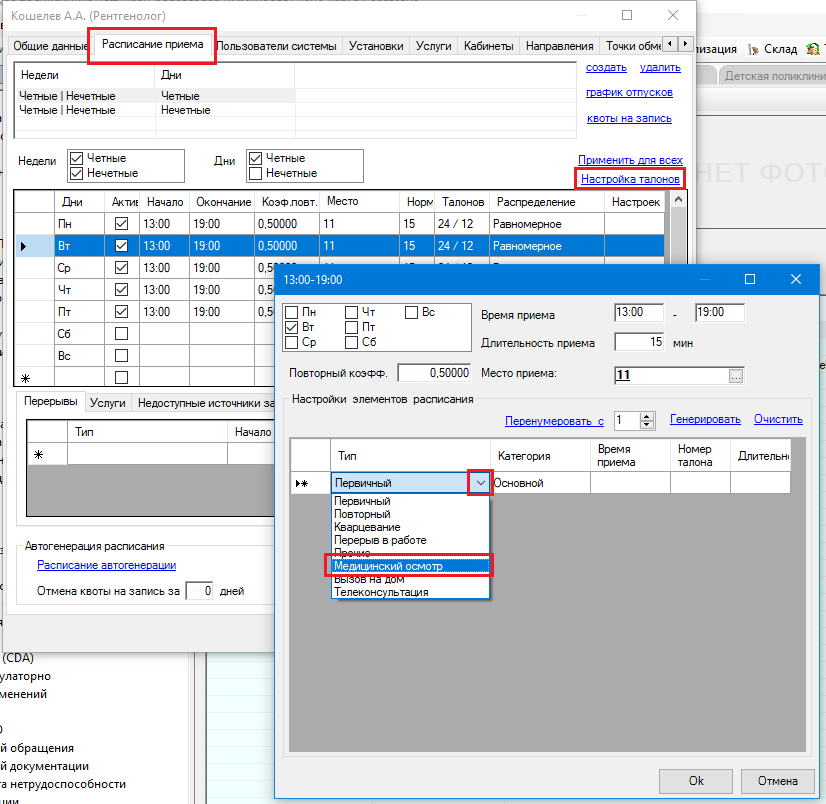 Кошелев А.А. (Рентгенолог)
Общие данные Расписание приема Пользователи системы Установки Услуги Кабинеты Направления Точки обме
изация Склад
Детская поликлини
Недели Дни
Четные | Нечетные Четные
Четные | Нечетные Нечетные
создать удалить
график отпусков
квоты на запись
Недели Четные Нечетные Дни Четные Нечетные
Применить для всех
Настройка талонов
НЕТ ФОТО
Дни Актив Начало Окончание Коэф.повт. Место Норм Талонов Распределение Настроек
Пн 13:00 19:00 0,50000 11 15 24 / 12 Равномерное
Вт 13:00 19:00 0,50000 11 15 24 / 12 Равномерное
Ср 13:00 19:00 0,50
Чт 13:00 19:00 0,50
Пт 13:00 19:00 0,50
Сб
Вс
Перерывы Услуги Недоступные источники за
Тип Начало
Автогенерация расписания
Расписание автогенерации
Отмена квоты на запись за 0 дней
(CDA)
улаторно
менений
й обращения
й документации
та нетрудоспособности
13:00-19:00
Пн Чт Вс
Вт Пт
Ср Сб
Время приема 13:00 - 19:00
Длительность приема 15 мин
Повторный коэфф. 0,50000 Место приема: 11 ...
Настройки элементов расписания
Перенумеровать с 1 Генерировать Очистить
Тип Категория Время приема Номер талона Длительн
Первичный Основной
Первичный
Повторный
Кварцевание
Перерыв в работе
Прочие
Медицинский осмотр
Вызов на дом
Телеконсультация
Ok Отмена